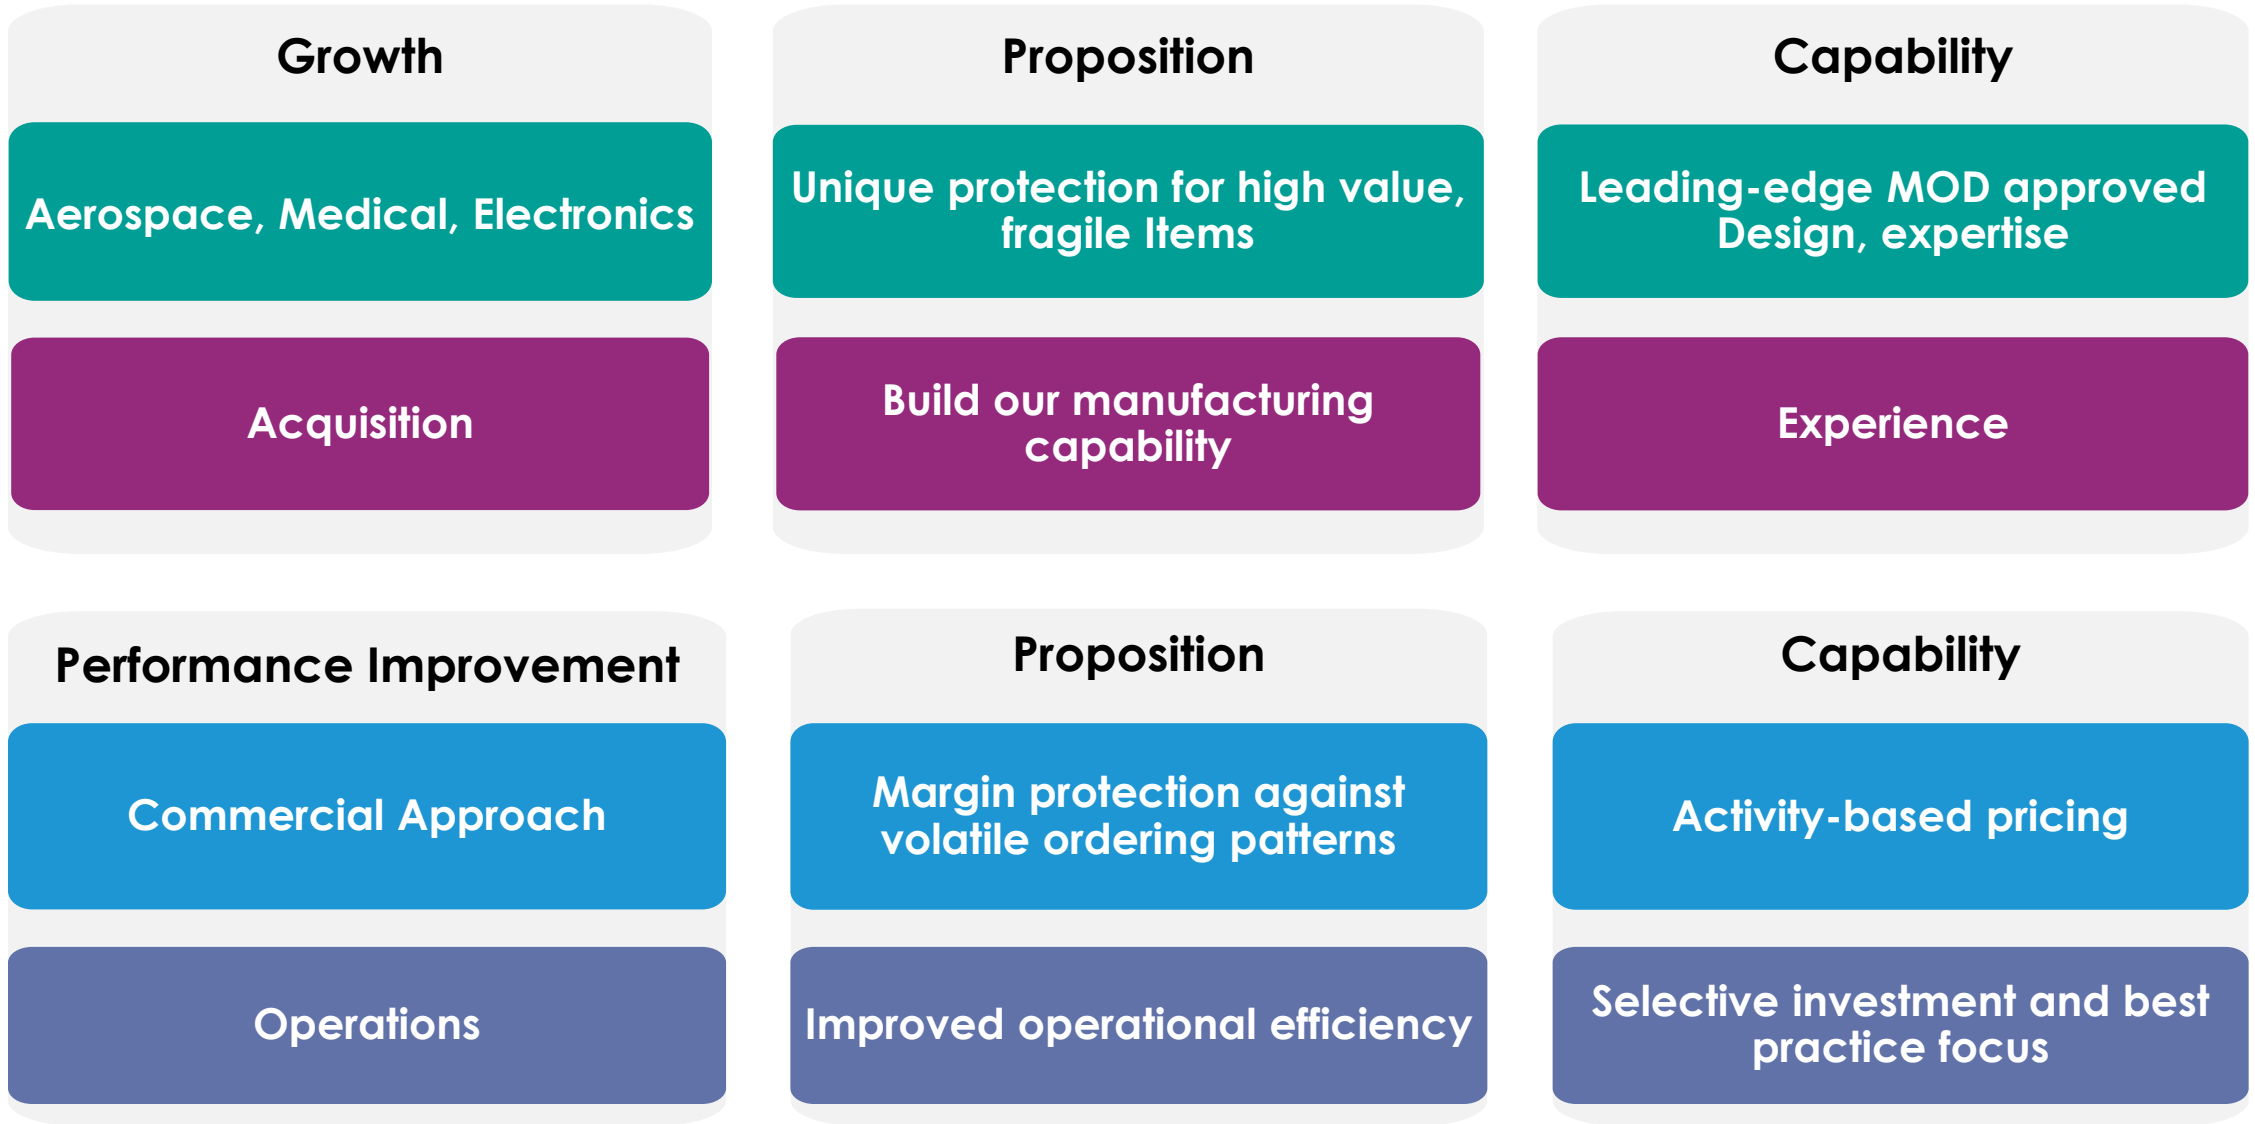 Growth
Proposition
Capability
Aerospace, Medical, Electronics
Unique protection for high value,
fragile Items
Leading-edge MOD approved
Design, expertise
Acquisition
Build our manufacturing
capability
Experience
Performance Improvement
Proposition
Capability
Commercial Approach
Margin protection against
volatile ordering patterns
Activity-based pricing
Operations
Improved operational efficiency
Selective investment and best
practice focus